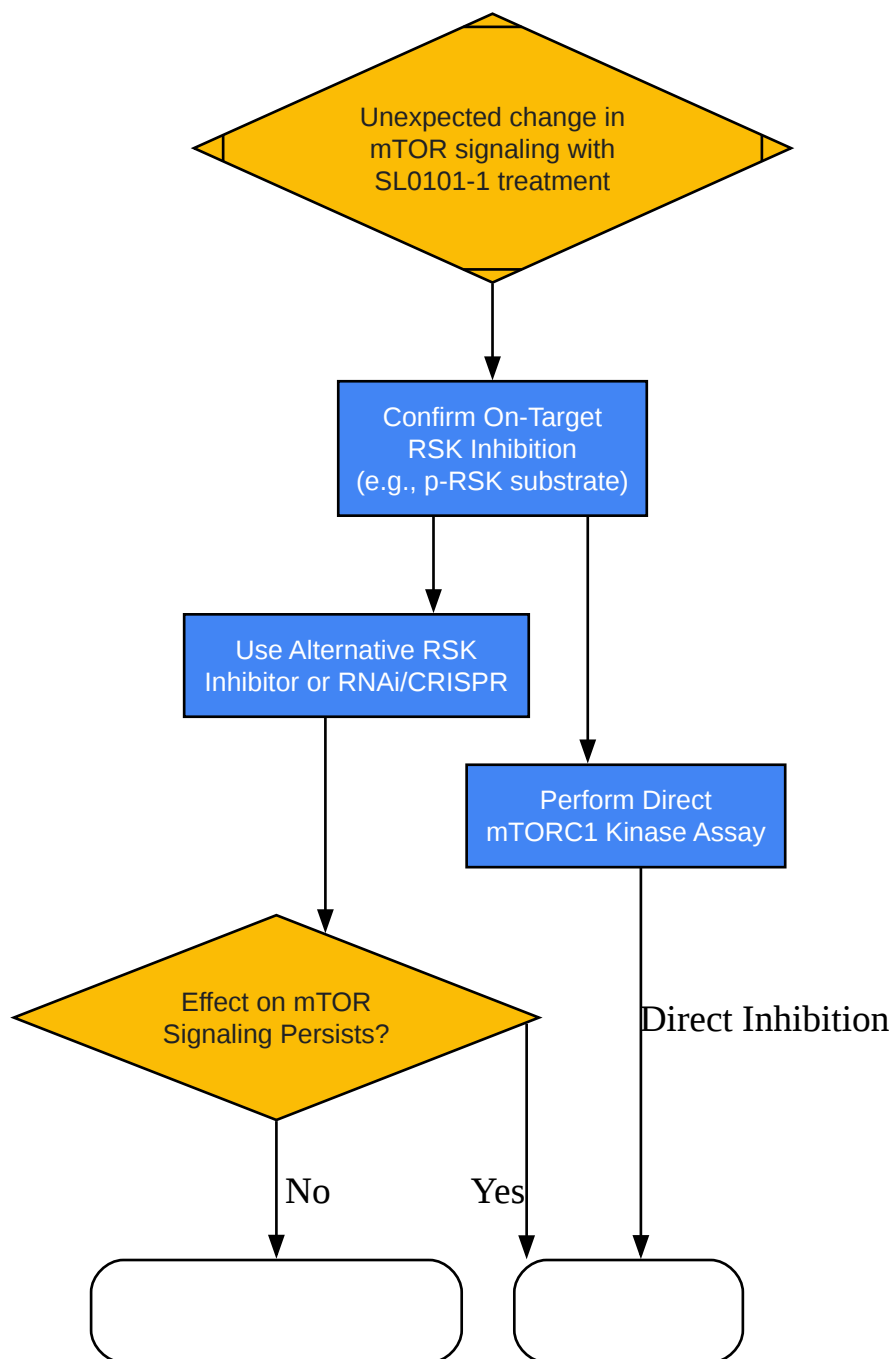 Unexpected change in
mTOR signaling with
SL0101-1 treatment
Confirm On-Target
RSK Inhibition
(e.g., p-RSK substrate)
Use Alternative RSK
Inhibitor or RNAi/CRISPR
Perform Direct
mTORC1 Kinase Assay
Effect on mTOR
Signaling Persists?
Direct Inhibition
No
Yes